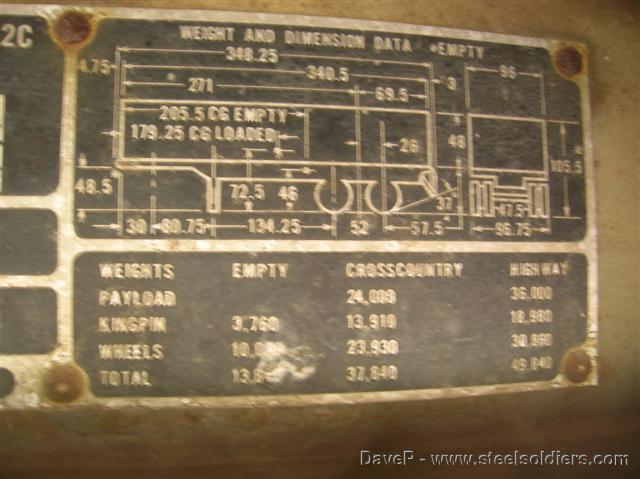 2C
WEIGHT AND DIMENSION DATA *EMPTY
348.25
4.75 340.5 3 96
271 69.5
205.5 CG EMPTY
179.25 CG LOADED 26 48 105.5
48.5 72.5 46 37 47.5
30 80.75 134.25 52 57.5 96.75
WEIGHTS EMPTY CROSSCOUNTRY HIGHWAY
PAYLOAD 24,000 36,000
KINGPIN 3,760 13,910 18,980
WHEELS 23,930 30,860
TOTAL 37,840 49,840
DaveP - www.steelsoldiers.com